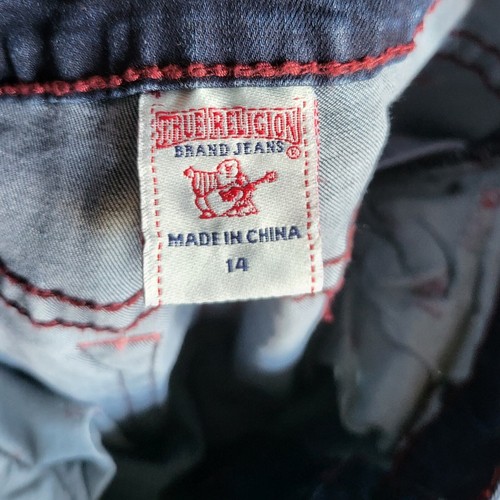 TRUE RELIGION
BRAND JEANS®
MADE IN CHINA
14